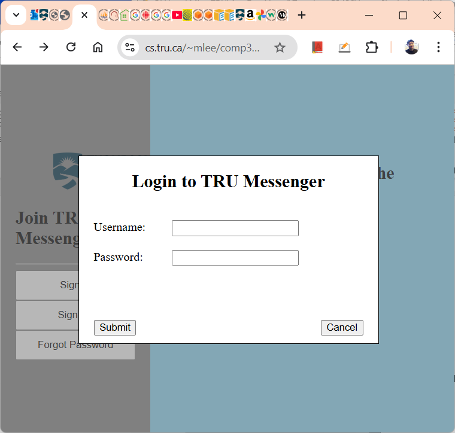 cs.tru.ca/~mlee/comp3...
he
Login to TRU Messenger
Join TR
Messeng
Username:
Password:
Sign
Sign
Submit
Cancel
Forgot Password